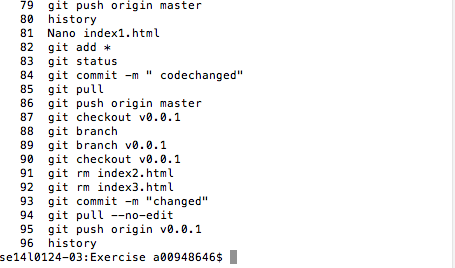 79 git push origin master
80 history
81 Nano index1.html
82 git add *
83 git status
84 git commit -m " codechanged"
85 git pull
86 git push origin master
87 git checkout v0.0.1
88 git branch
89 git branch v0.0.1
90 git checkout v0.0.1
91 git rm index2.html
92 git rm index3.html
93 git commit -m "changed"
94 git pull --no-edit
95 git push origin v0.0.1
96 history
se14l0124-03:Exercise a00948646$